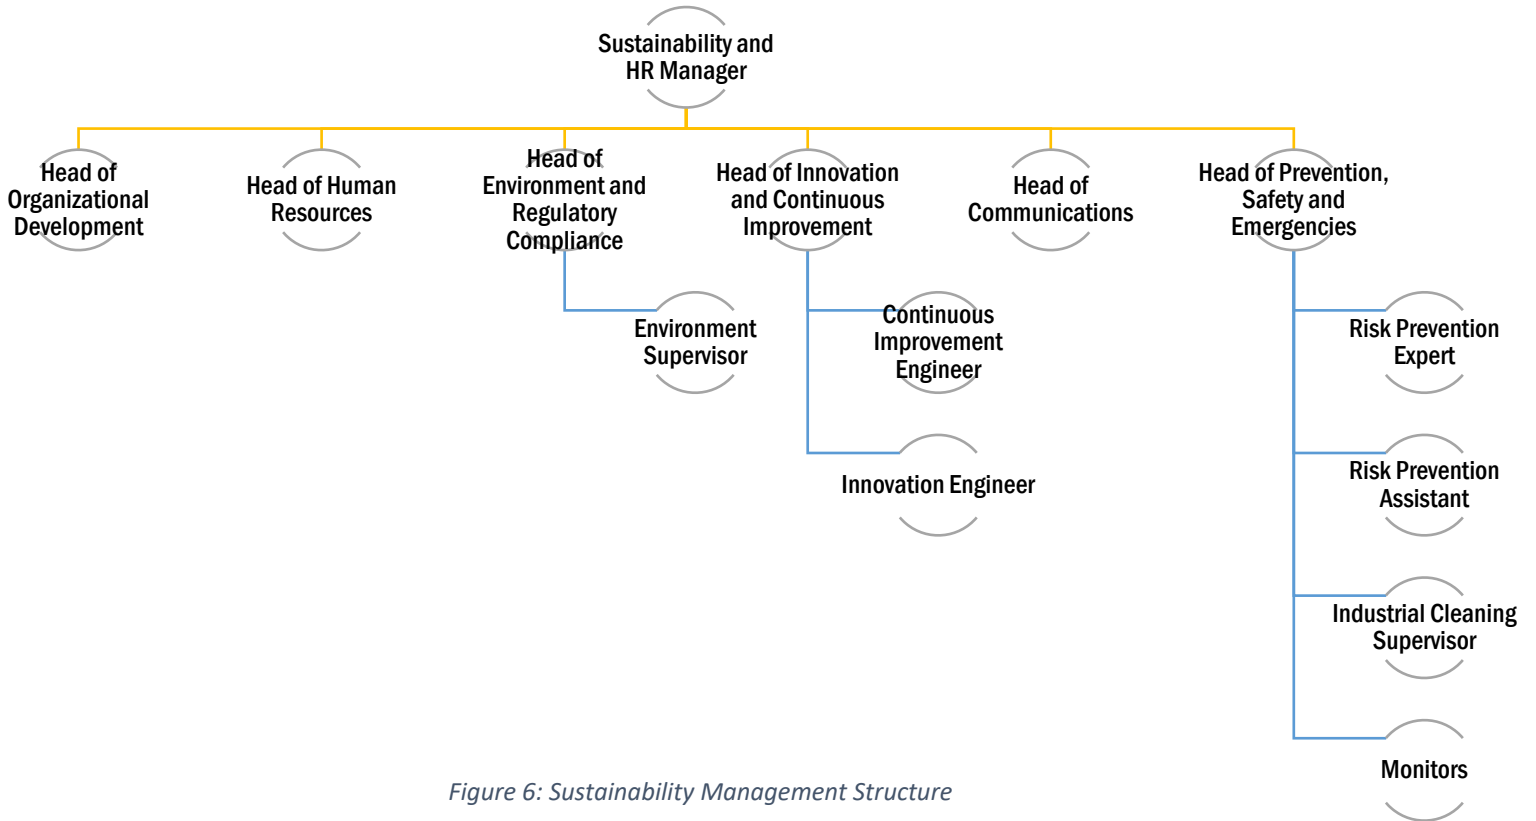 Sustainability and
HR Manager
Head of
Organizational
Development
Head of Human
Resources
Head of
Environment and
Regulatory
Compliance
Head of Innovation
and Continuous
Improvement
Head of
Communications
Head of Prevention,
Safety and
Emergencies
Environment
Supervisor
Continuous
Improvement
Engineer
Risk Prevention
Expert
Innovation Engineer
Risk Prevention
Assistant
Industrial Cleaning
Supervisor
Monitors
Figure 6: Sustainability Management Structure